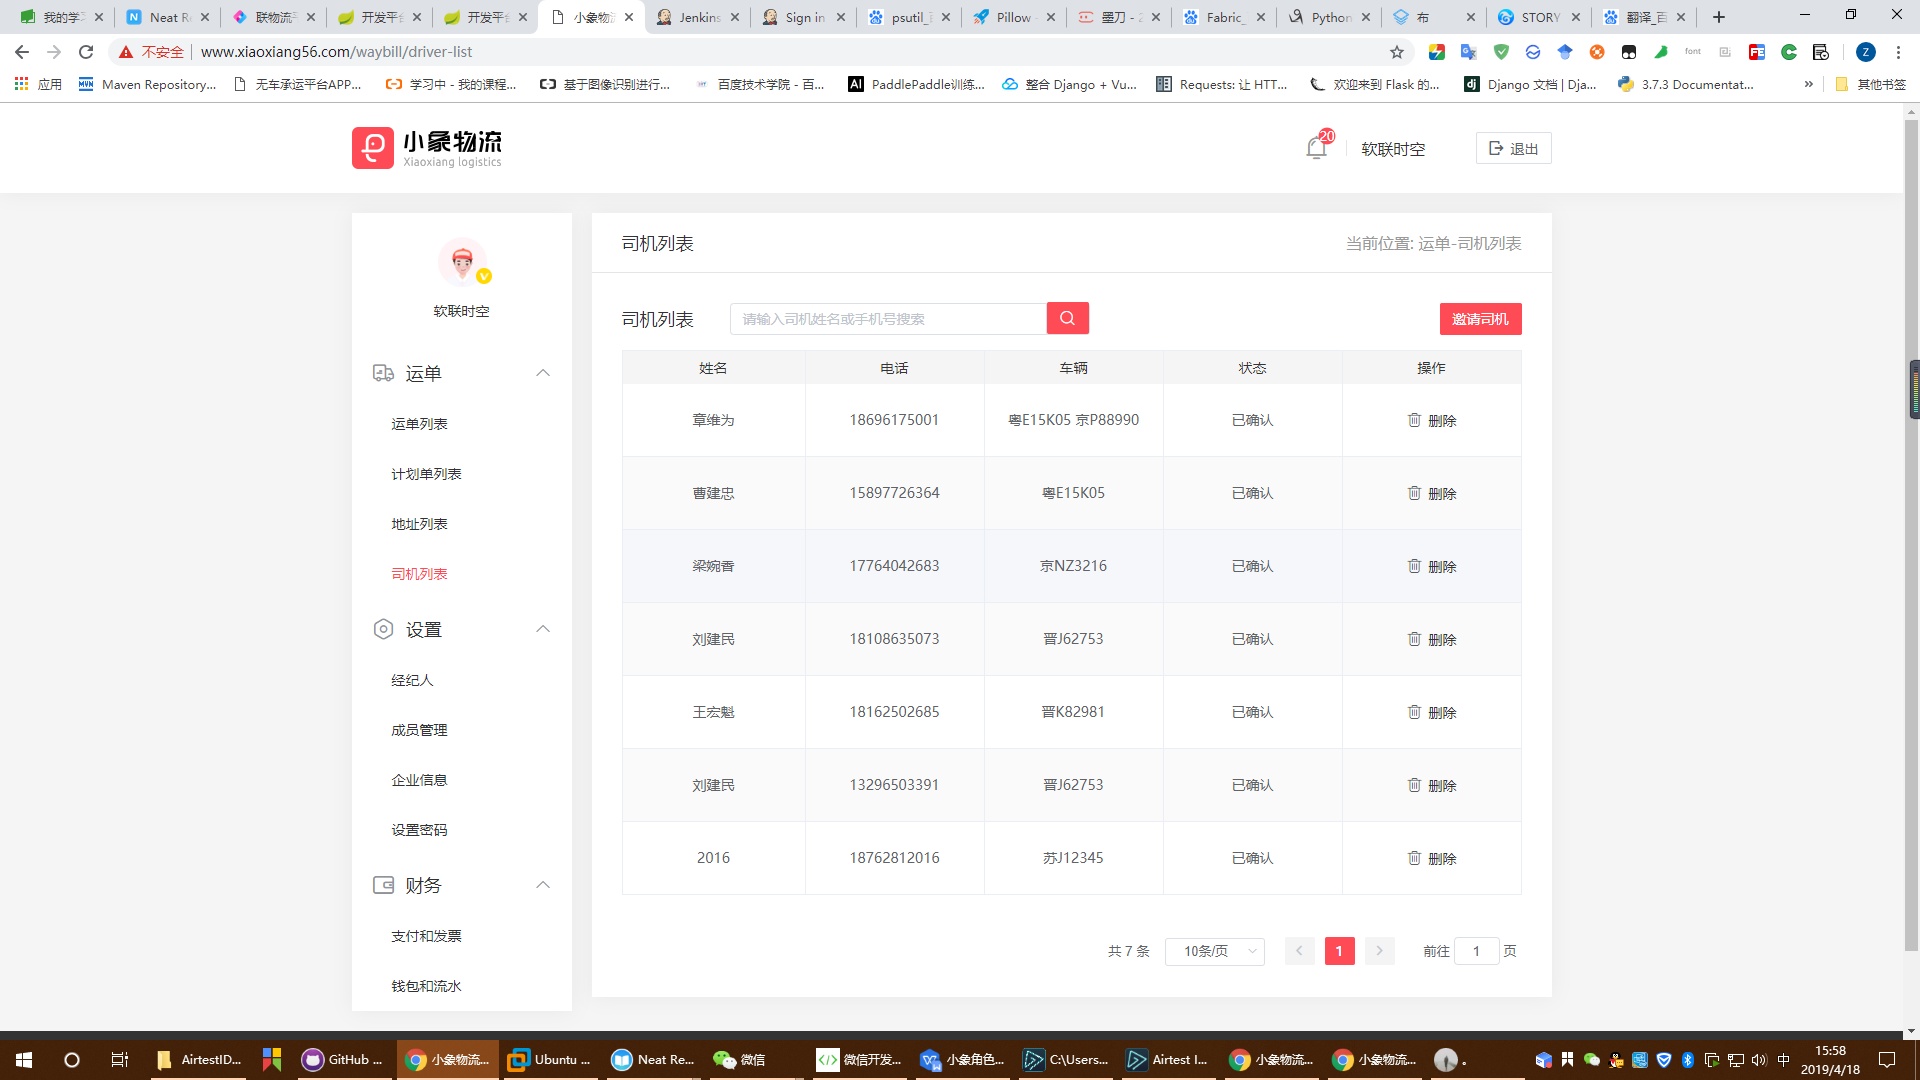 我的学 Neat R 联物流 开发平台 开发平台 小象物流 Jenkins Sign in psutil_ Pillow 墨刀 - 2 Fabric_ Python 布 STORY 翻译_百
不安全 www.xiaoxiang56.com/waybill/driver-list
应用 Maven Repository... 无车承运平台APP... 学习中 - 我的课程... 基于图像识别进行... 百度技术学院 - 百... PaddlePaddle训练... 整合 Django + Vu... Requests: 让 HTT... 欢迎来到 Flask 的... Django 文档 | Dja... 3.7.3 Documentat... » 其他书签
小象物流
Xiaoxiang logistics
20
软联时空
退出
软联时空
运单
运单列表
计划单列表
地址列表
司机列表
设置
经纪人
成员管理
企业信息
设置密码
财务
支付和发票
钱包和流水
司机列表 当前位置: 运单-司机列表
司机列表 请输入司机姓名或手机号搜索 邀请司机
姓名 电话 车辆 状态 操作
章维为 18696175001 粤E15K05 京P88990 已确认 删除
曹建忠 15897726364 粤E15K05 已确认 删除
梁婉香 17764042683 京NZ3216 已确认 删除
刘建民 18108635073 晋J62753 已确认 删除
王宏魁 18162502685 晋K82981 已确认 删除
刘建民 13296503391 晋J62753 已确认 删除
2016 18762812016 苏J12345 已确认 删除
共 7 条 10条/页 1 前往 1 页
AirtestID... GitHub ... 小象物流... Ubuntu ... Neat Re... 微信 微信开发... 小象角色... C:\Users... Airtest I... 小象物流... 小象物流... .
中
15:58
2019/4/18